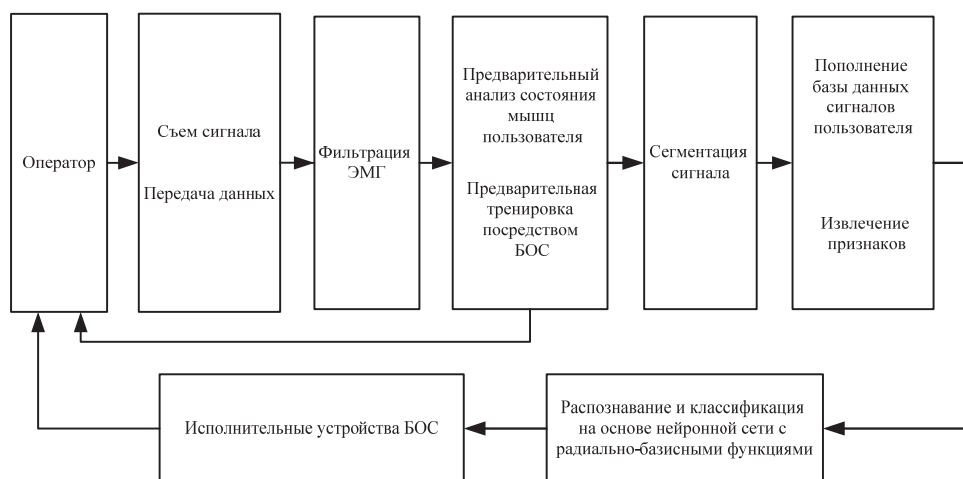 Оператор
Съем сигнала
Передача данных
Фильтрация
ЭМГ
Предварительный
анализ состояния
мышц
пользователя
Предварительная
тренировка
посредством
БОС
Сегментация
сигнала
Пополнение
базы данных
сигналов
пользователя
Извлечение
признаков
Исполнительные устройства БОС
Распознавание и классификация
на основе нейронной сети с
радиально-базисными функциями